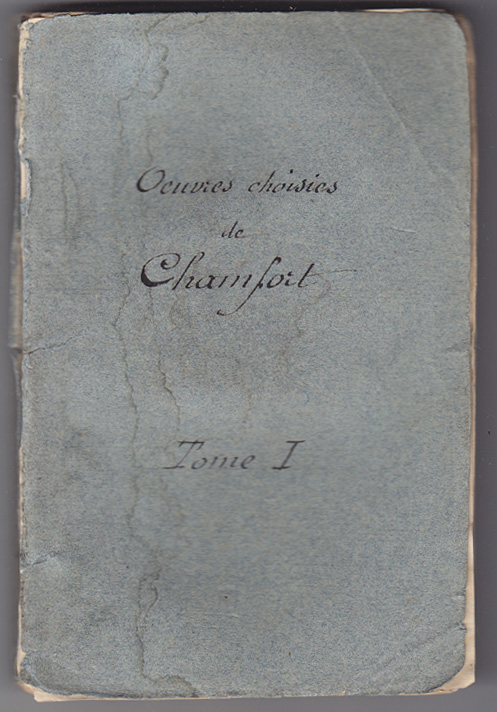 Oeuvres choisies
de
Chamfort
Tome I